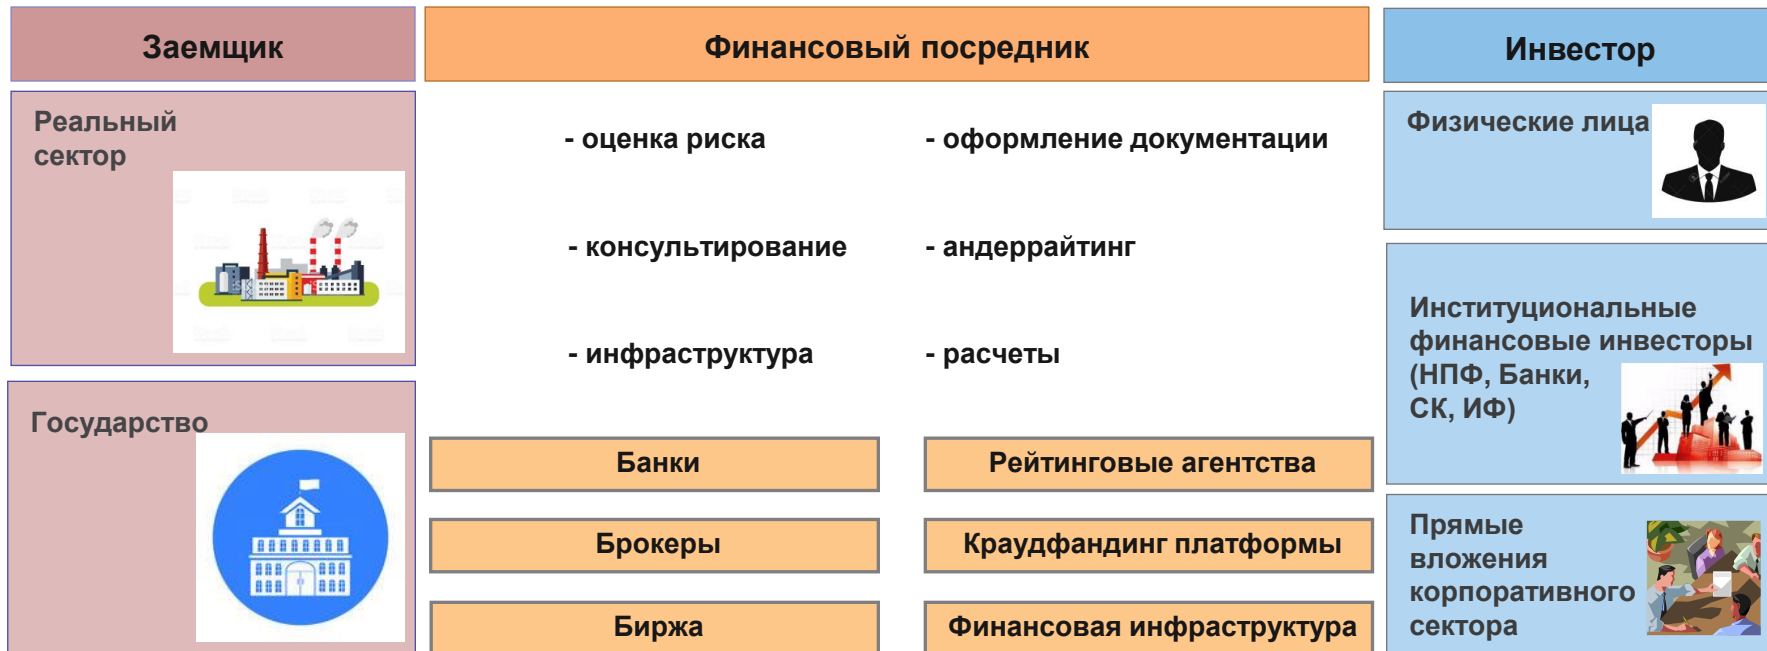 Заемщик
Финансовый посредник
Инвестор
Реальный
сектор
Государство
- оценка риска
- оформление документации
- консультирование
- андеррайтинг
- инфраструктура
- расчеты
Банки
Рейтинговые агентства
Брокеры
Краудфандинг платформы
Биржа
Финансовая инфраструктура
Физические лица
Институциональные
финансовые инвесторы
(НПФ, Банки,
СК, ИФ)
Прямые
вложения
корпоративного
сектора